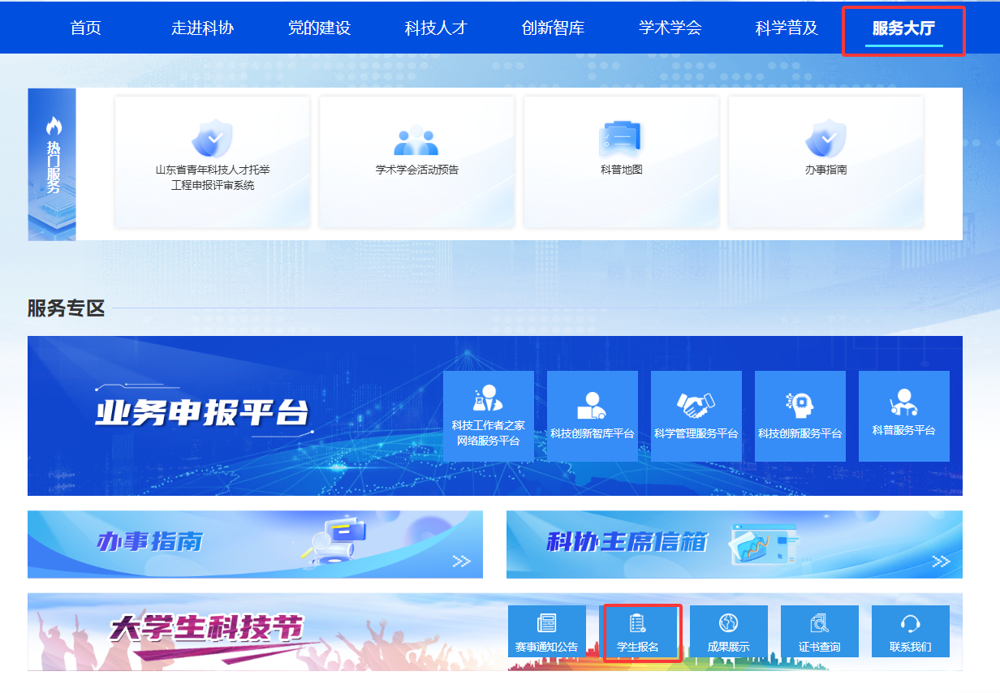 首页
走进科协
党的建设
科技人才
创新智库
学术学会
科学普及
服务大厅
热门服务
山东省青年科技人才托举
工程申报评审系统
学术学会活动预告
科普地图
办事指南
服务专区
业务申报平台
科技工作者之家
网络服务平台
科技创新智库平台
科学管理服务平台
科技创新服务平台
科普服务平台
办事指南
科协主席信箱
大学生科技节
赛事通知公告
学生报名
成果展示
证书查询
联系我们